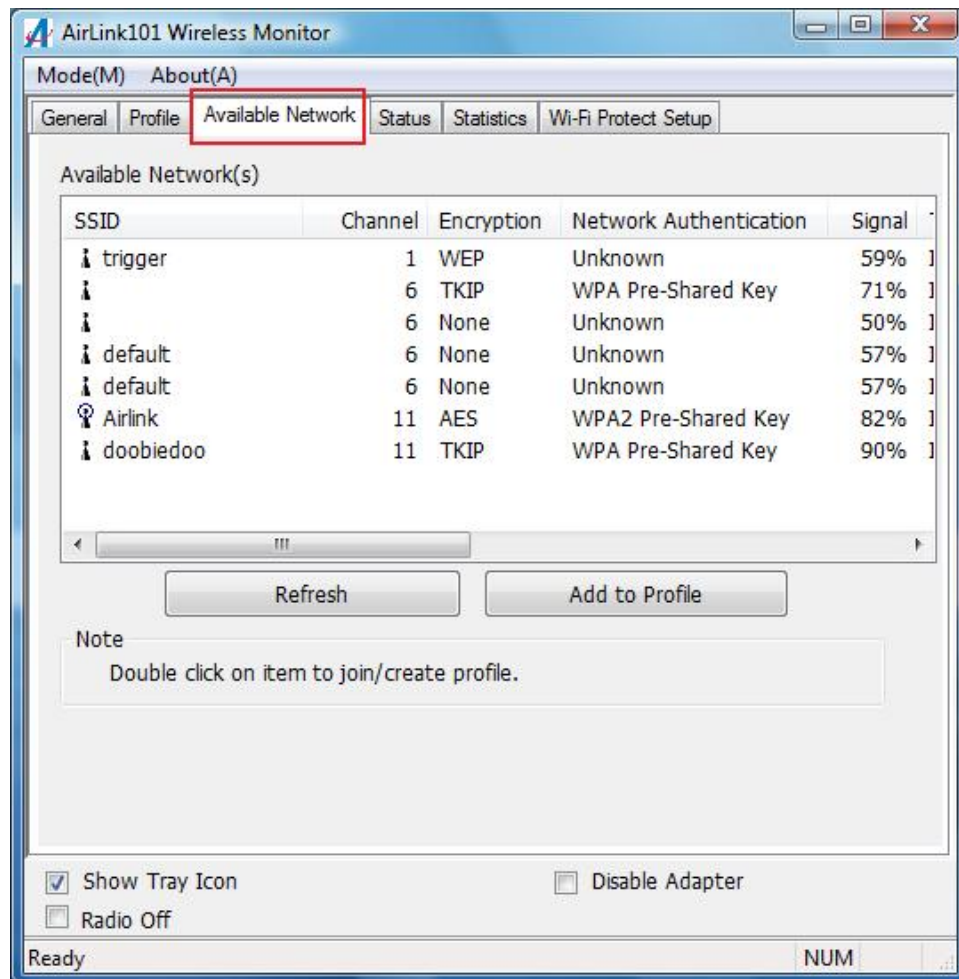 AirLink101 Wireless Monitor
Mode(M) About(A)
General Profile Available Network Status Statistics Wi-Fi Protect Setup
Available Network(s)
SSID Channel Encryption Network Authentication Signal
trigger 1 WEP Unknown 59%
6 TKIP WPA Pre-Shared Key 71%
6 None Unknown 50%
default 6 None Unknown 57%
default 6 None Unknown 57%
Airlink 11 AES WPA2 Pre-Shared Key 82%
doobiedoo 11 TKIP WPA Pre-Shared Key 90%
Refresh Add to Profile
Note
Double click on item to join/create profile.
Show Tray Icon Disable Adapter
Radio Off
Ready NUM